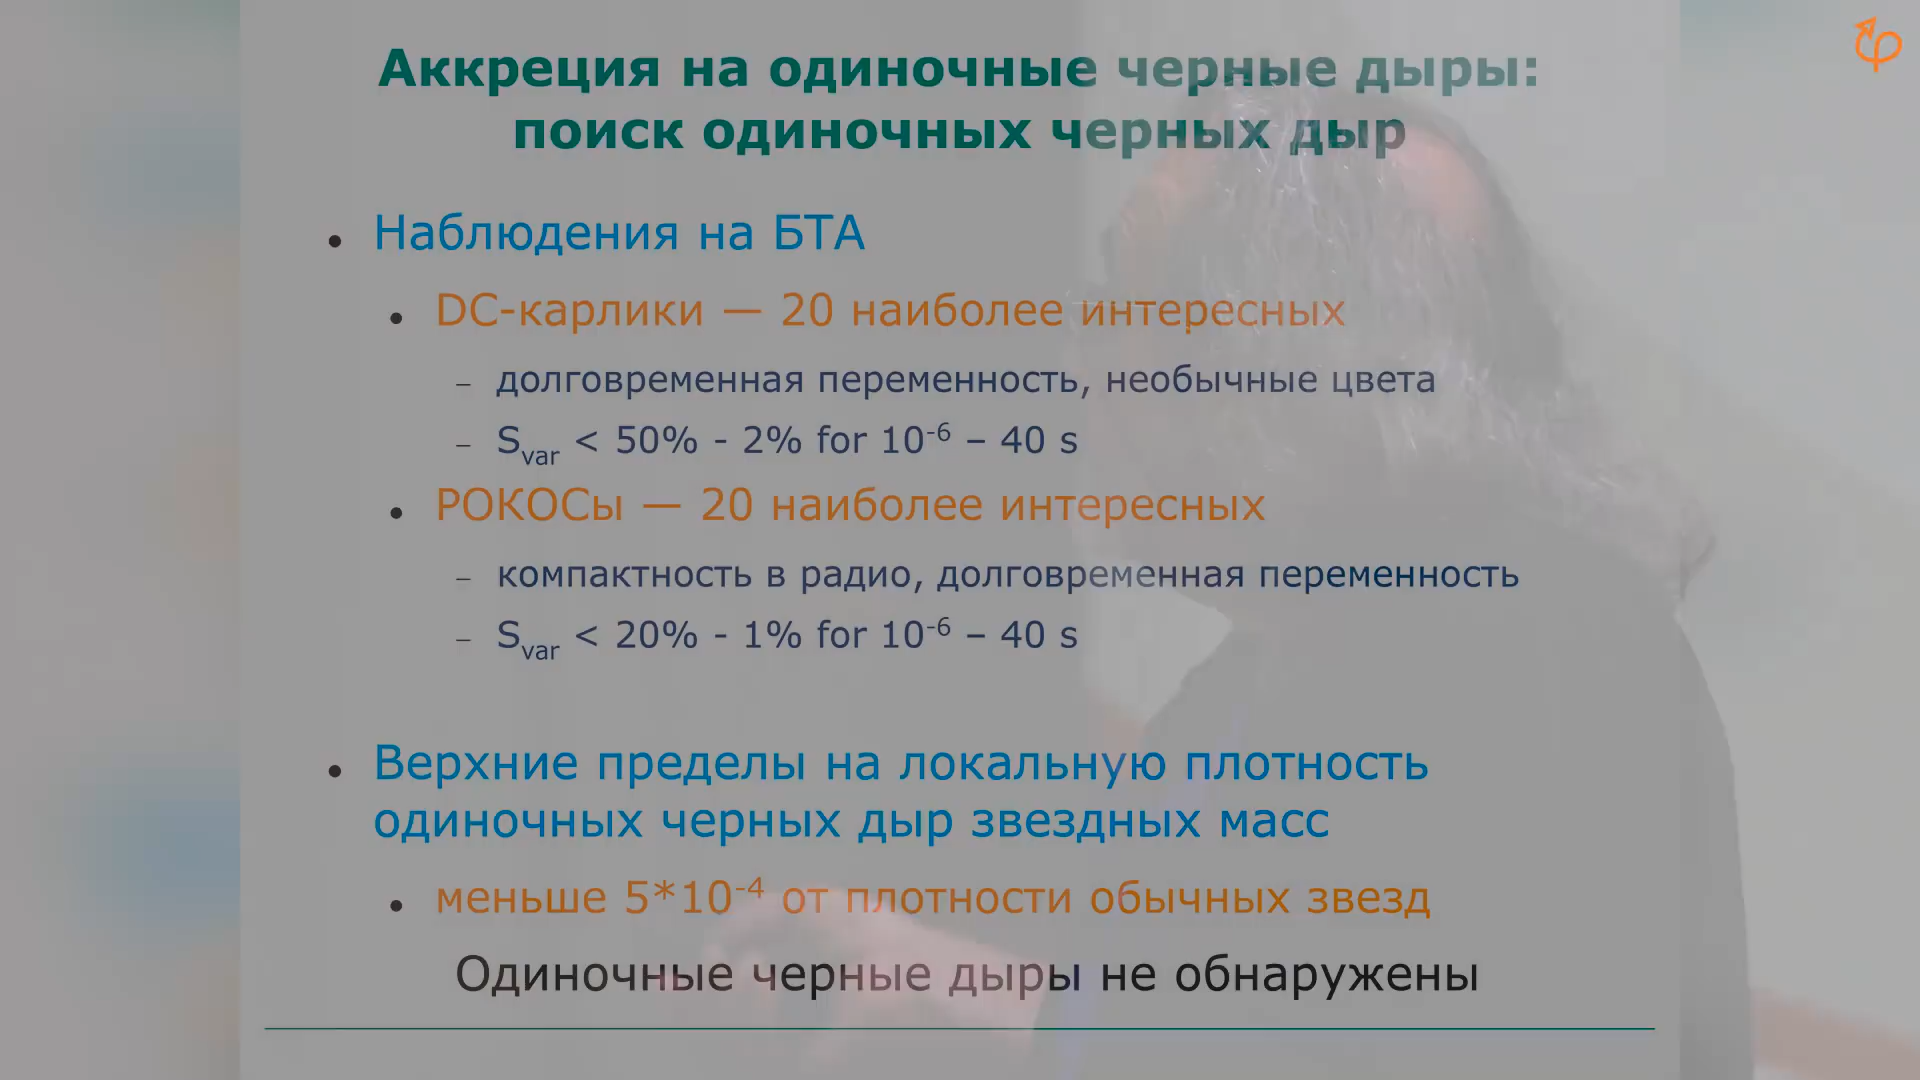 Аккреция на одиночные черные дыры:
поиск одиночных черных дыр
• Наблюдения на БТА
• DC-карлики — 20 наиболее интересных
– долговременная переменность, необычные цвета
– S_var < 50% - 2% for 10^-6 – 40 s
• РОКОСы — 20 наиболее интересных
– компактность в радио, долговременная переменность
– S_var < 20% - 1% for 10^-6 – 40 s
• Верхние пределы на локальную плотность
одиночных черных дыр звездных масс
• меньше 5*10^-4 от плотности обычных звезд
Одиночные черные дыры не обнаружены